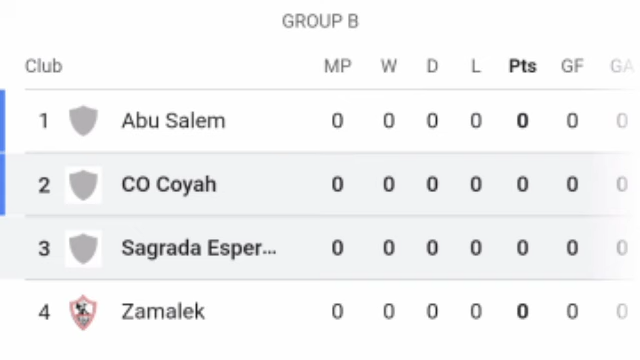 GROUP B
Club MP W D L Pts GF GA
1 Abu Salem 0 0 0 0 0 0 0
2 CO Coyah 0 0 0 0 0 0 0
3 Sagrada Esper... 0 0 0 0 0 0 0
4 Zamalek 0 0 0 0 0 0 0